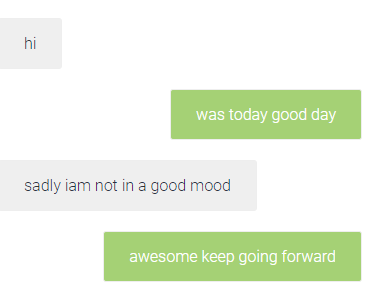 hi
was today good day
sadly iam not in a good mood
awesome keep going forward